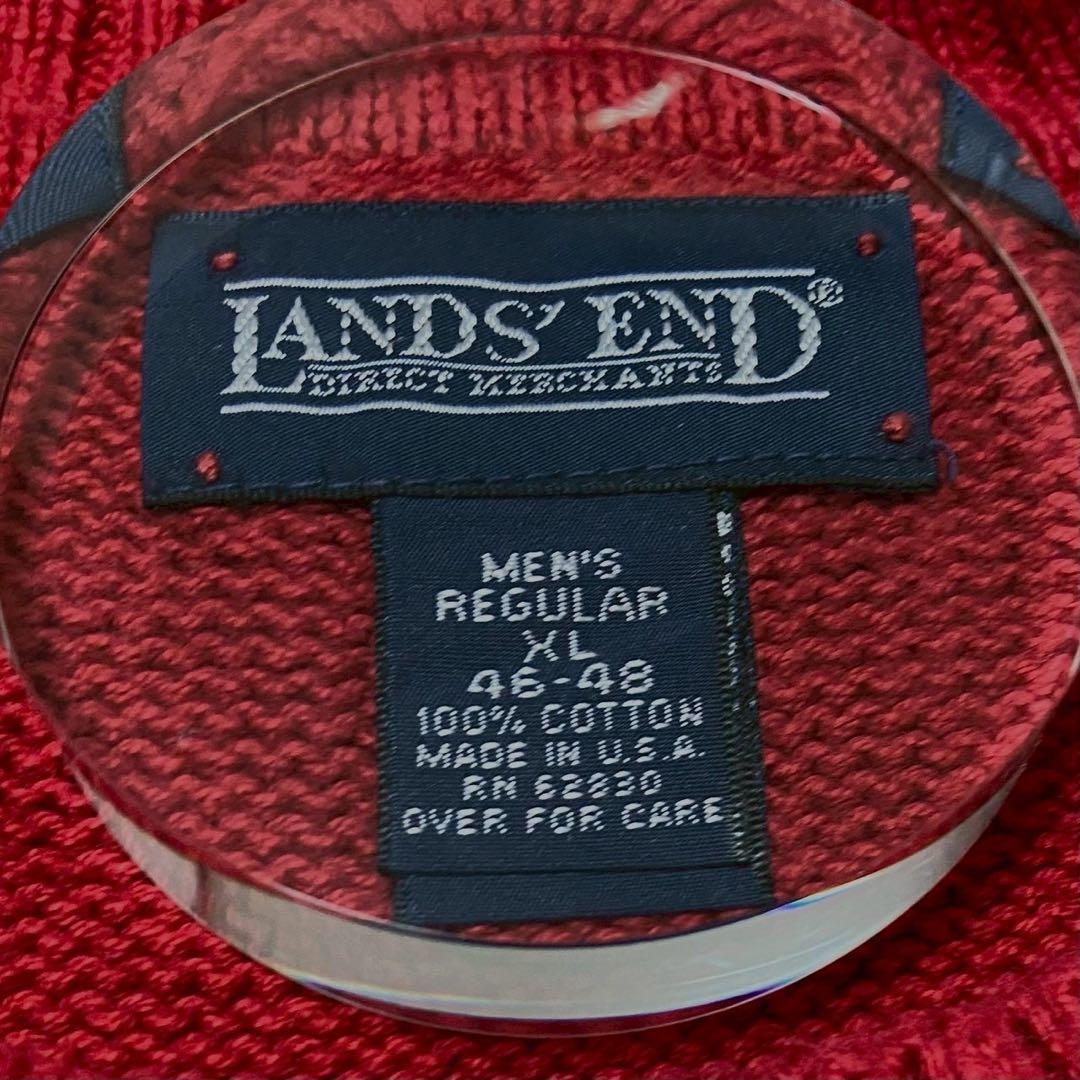 LANDS' END®
DIRECT MERCHANTS
MEN'S
REGULAR
XL
46-48
100% COTTON
MADE IN U.S.A.
RN 62830
OVER FOR CARE